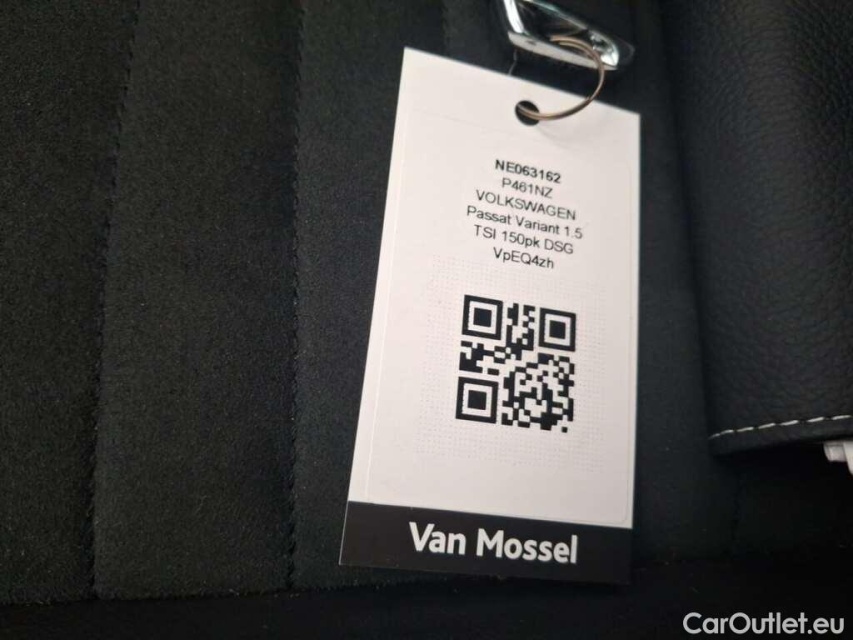 NE063162
P461NZ
VOLKSWAGEN
Passat Variant 1.5
TSI 150pk DSG
VpEQ4zh
Van Mossel
CarOutlet.eu